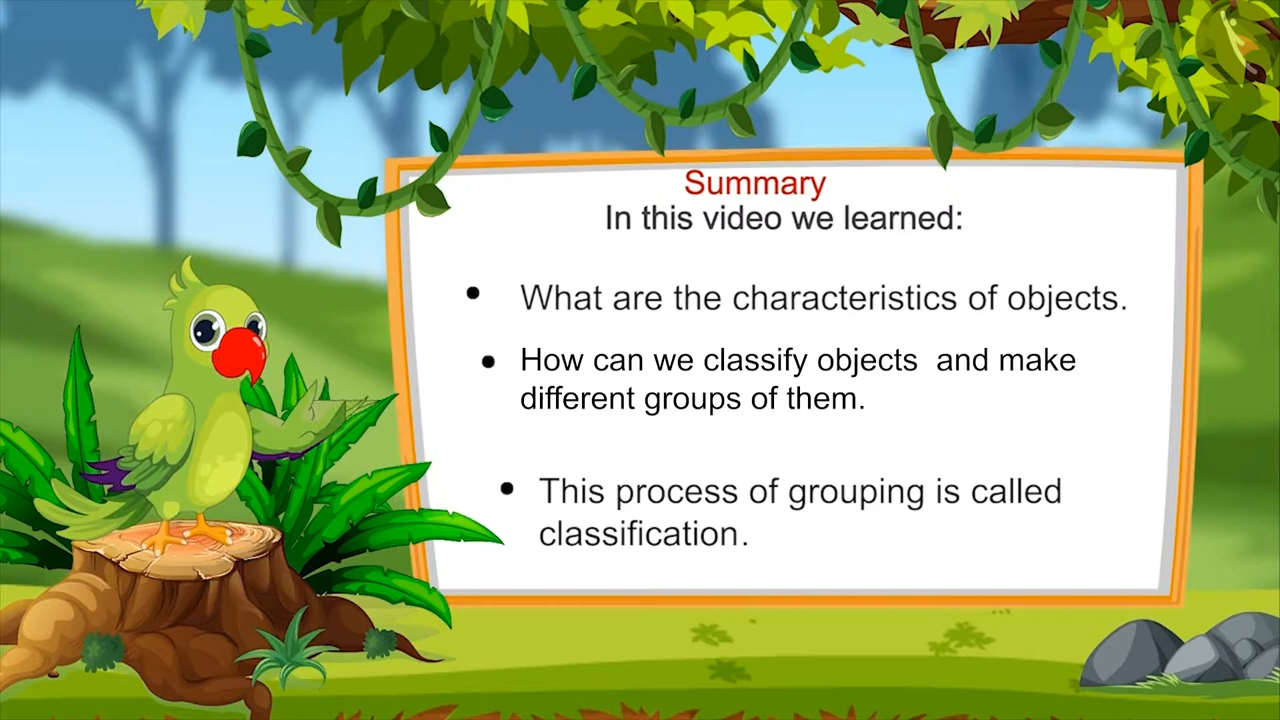 Summary
In this video we learned:
• What are the characteristics of objects.
• How can we classify objects  and make
different groups of them.
• This process of grouping is called
classification.